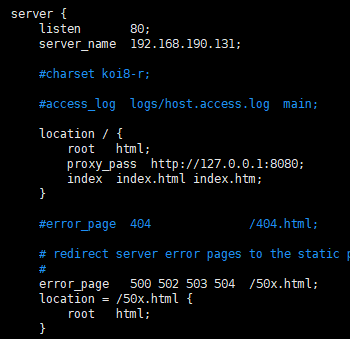 server {
    listen       80;
    server_name  192.168.190.131;

    #charset koi8-r;

    #access_log  logs/host.access.log  main;

    location / {
        root   html;
        proxy_pass  http://127.0.0.1:8080;
        index  index.html index.htm;
    }

    #error_page  404              /404.html;

    # redirect server error pages to the static
    #
    error_page   500 502 503 504  /50x.html;
    location = /50x.html {
        root   html;
    }